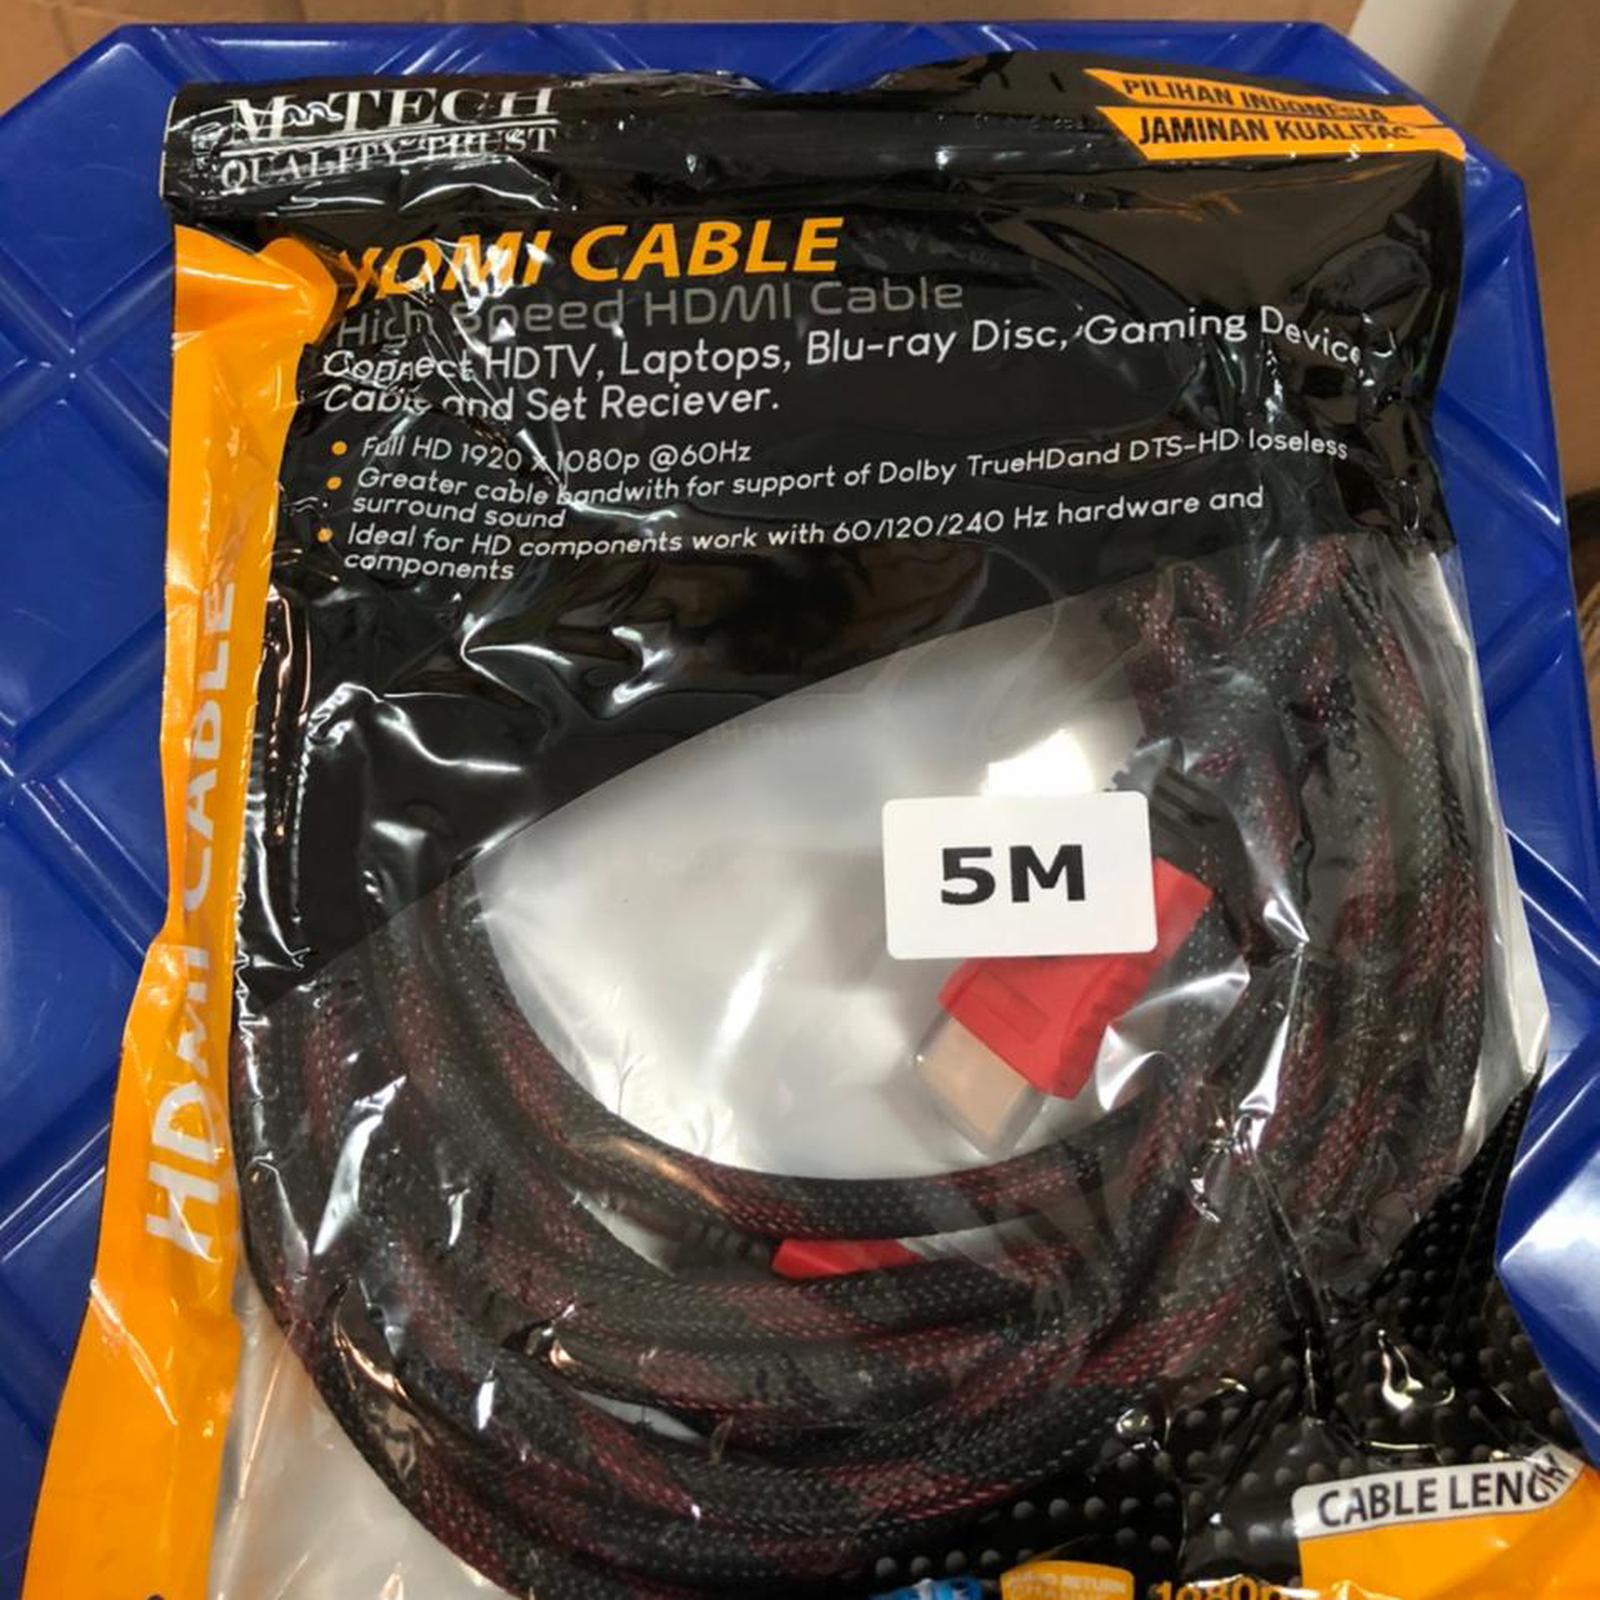 M-TECH
QUALITY TRUST
PILIHAN INDONESIA
JAMINAN KUALITAS
HDMI CABLE
High Speed HDMI Cable
Connect HDTV, Laptops, Blu-ray Disc, Gaming Device,
Cable and Set Reciever.
Full HD 1920 x 1080p @60Hz
Greater cable bandwith for support of Dolby TrueHDand DTS-HD loseless
surround sound
Ideal for HD components work with 60/120/240 Hz hardware and
components
HDMI CABLE
5M
CABLE LENGTH
RETURN
1080p